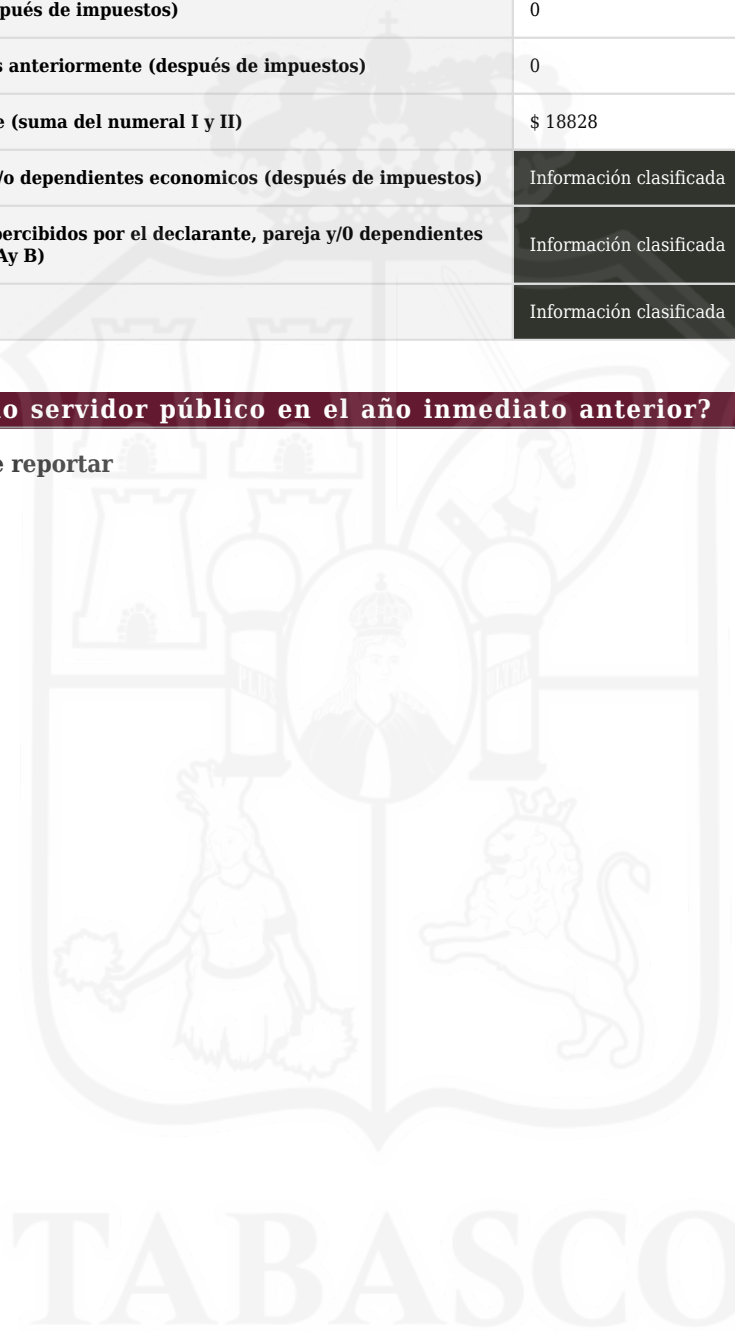 pués de impuestos)
0
s anteriormente (después de impuestos)
0
e (suma del numeral I y II)
$ 18828
/o dependientes economicos (después de impuestos)
Información clasificada
percibidos por el declarante, pareja y/0 dependientes
Ay B)
Información clasificada
Información clasificada
o servidor público en el año inmediato anterior?
e reportar
PLUS
ULTRA
TABASCO